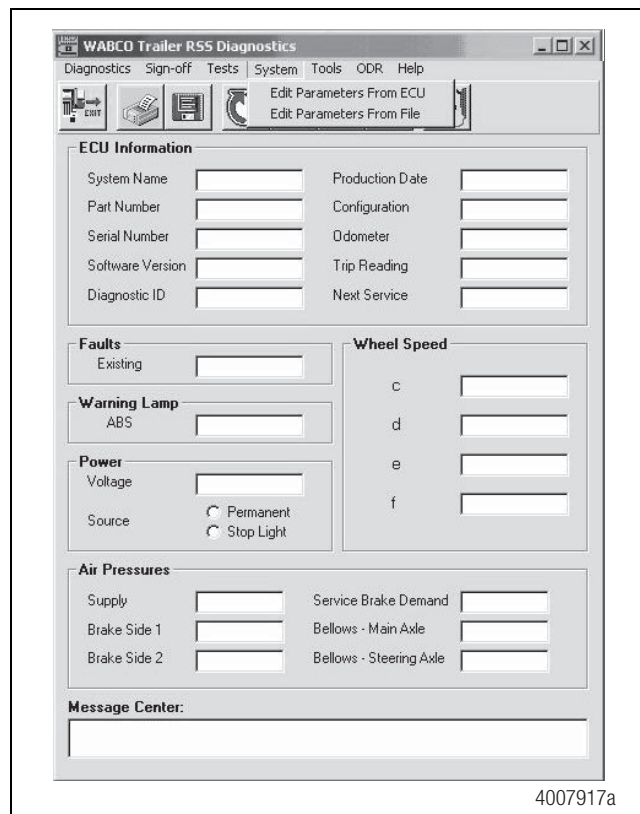 WABCO Trailer RSS Diagnostics
Diagnostics Sign-off Tests System Tools ODR Help
Edit Parameters From ECU
Edit Parameters From File
EXIT
ECU Information
System Name Production Date
Part Number Configuration
Serial Number Odometer
Software Version Trip Reading
Diagnostic ID Next Service
Faults
Existing
Wheel Speed
c
d
e
f
Warning Lamp
ABS
Power
Voltage
Source
Permanent
Stop Light
Air Pressures
Supply Service Brake Demand
Brake Side 1 Bellows - Main Axle
Brake Side 2 Bellows - Steering Axle
Message Center:
4007917a